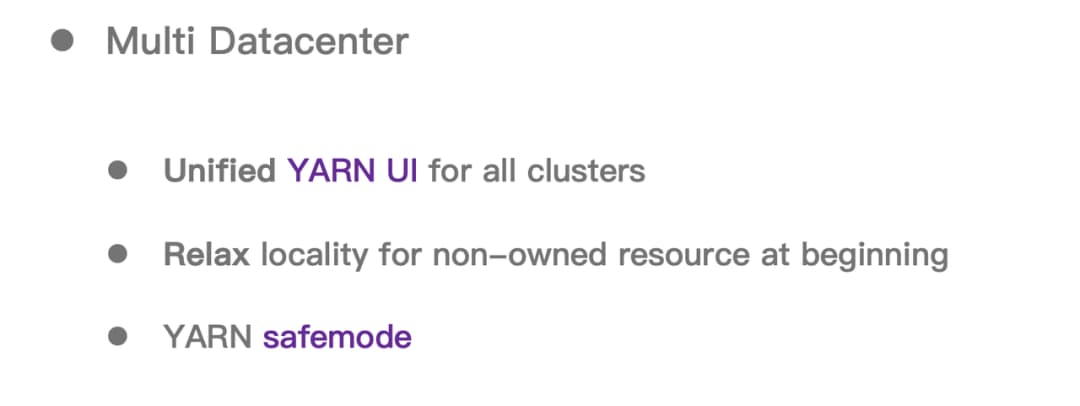 Multi Datacenter
Unified YARN UI for all clusters
Relax locality for non-owned resource at beginning
YARN safemode